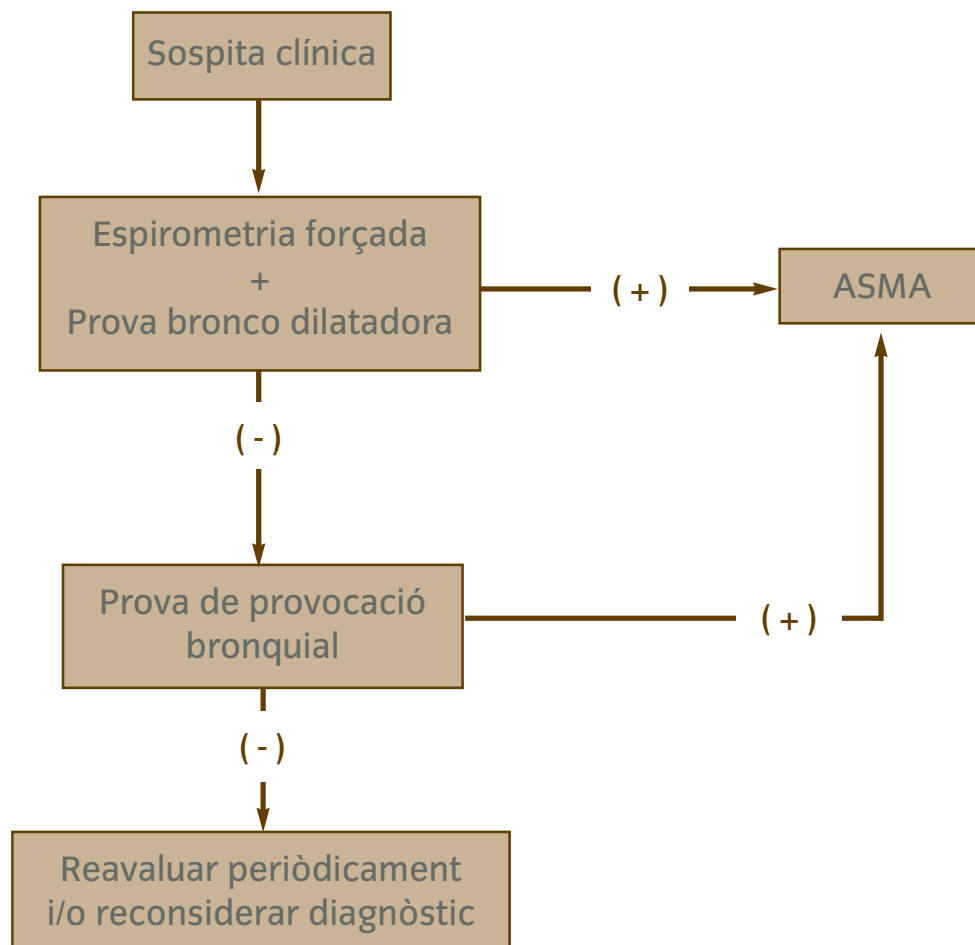 Sospita clínica
Espirometria forçada
+
Prova bronco dilatadora
( + )
ASMA
( - )
Prova de provocació
bronquial
( + )
( - )
Reavaluar periòdicament
i/o reconsiderar diagnòstic